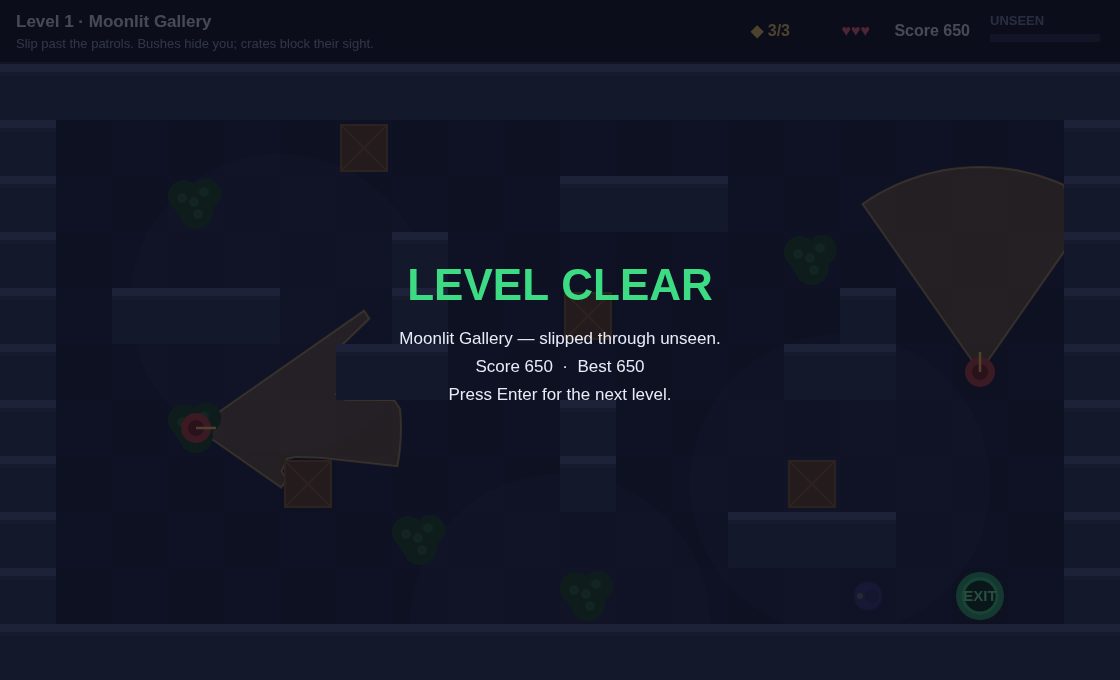 Level 1 · Moonlit Gallery
Slip past the patrols. Bushes hide you; crates block their sight.
◆ 3/3
♥♥♥
Score 650
UNSEEN
LEVEL CLEAR
Moonlit Gallery — slipped through unseen.
Score 650 · Best 650
Press Enter for the next level.
EXIT